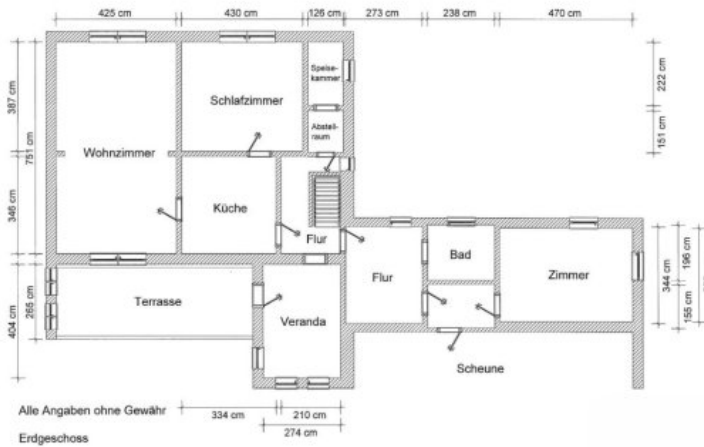 425 cm 430 cm 126 cm 273 cm 238 cm 470 cm
387 cm
751 cm
346 cm
404 cm
265 cm
Speise-
kammer
Schlafzimmer
Abstell-
raum
Wohnzimmer
Küche
Flur
Flur
Bad
Zimmer
Terrasse
Veranda
Scheune
222 cm
151 cm
196 cm
344 cm
155 cm
334 cm 210 cm
274 cm
Alle Angaben ohne Gewähr
Erdgeschoss